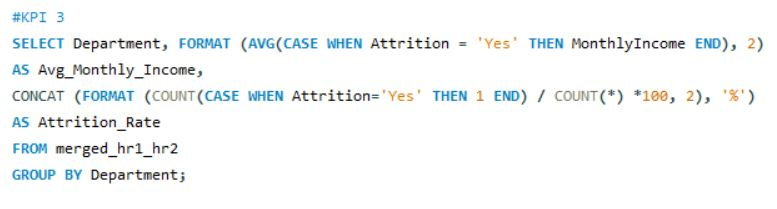 #KPI 3
SELECT Department, FORMAT (AVG(CASE WHEN Attrition = 'Yes' THEN MonthlyIncome END), 2)
AS Avg_Monthly_Income,
CONCAT (FORMAT (COUNT(CASE WHEN Attrition='Yes' THEN 1 END) / COUNT(*) *100, 2), '%')
AS Attrition_Rate
FROM merged_hr1_hr2
GROUP BY Department;